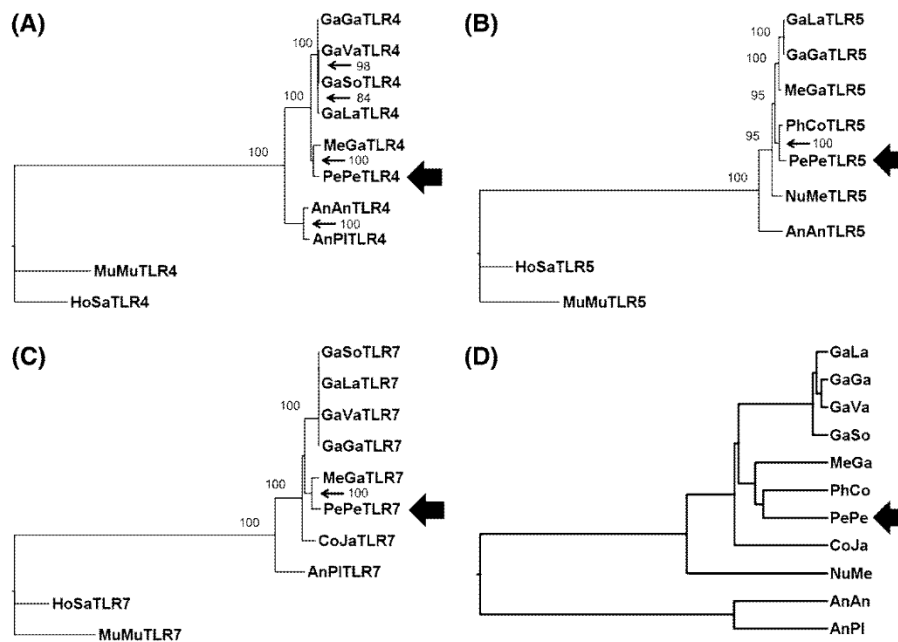 (A)
GaGaTLR4
100
GaVaTLR4
98
GaSoTLR4
84
GaLaTLR4
100
MeGaTLR4
100
PePeTLR4
100
AnAnTLR4
100
AnPlTLR4
MuMuTLR4
HoSaTLR4
(B)
GaLaTLR5
100
GaGaTLR5
100
MeGaTLR5
95
PhCoTLR5
95
100
PePeTLR5
100
NuMeTLR5
AnAnTLR5
HoSaTLR5
MuMuTLR5
(C)
GaSoTLR7
GaLaTLR7
100
GaVaTLR7
GaGaTLR7
100
MeGaTLR7
100
PePeTLR7
100
CoJaTLR7
AnPlTLR7
HoSaTLR7
MuMuTLR7
(D)
GaLa
GaGa
GaVa
GaSo
MeGa
PhCo
PePe
CoJa
NuMe
AnAn
AnPl